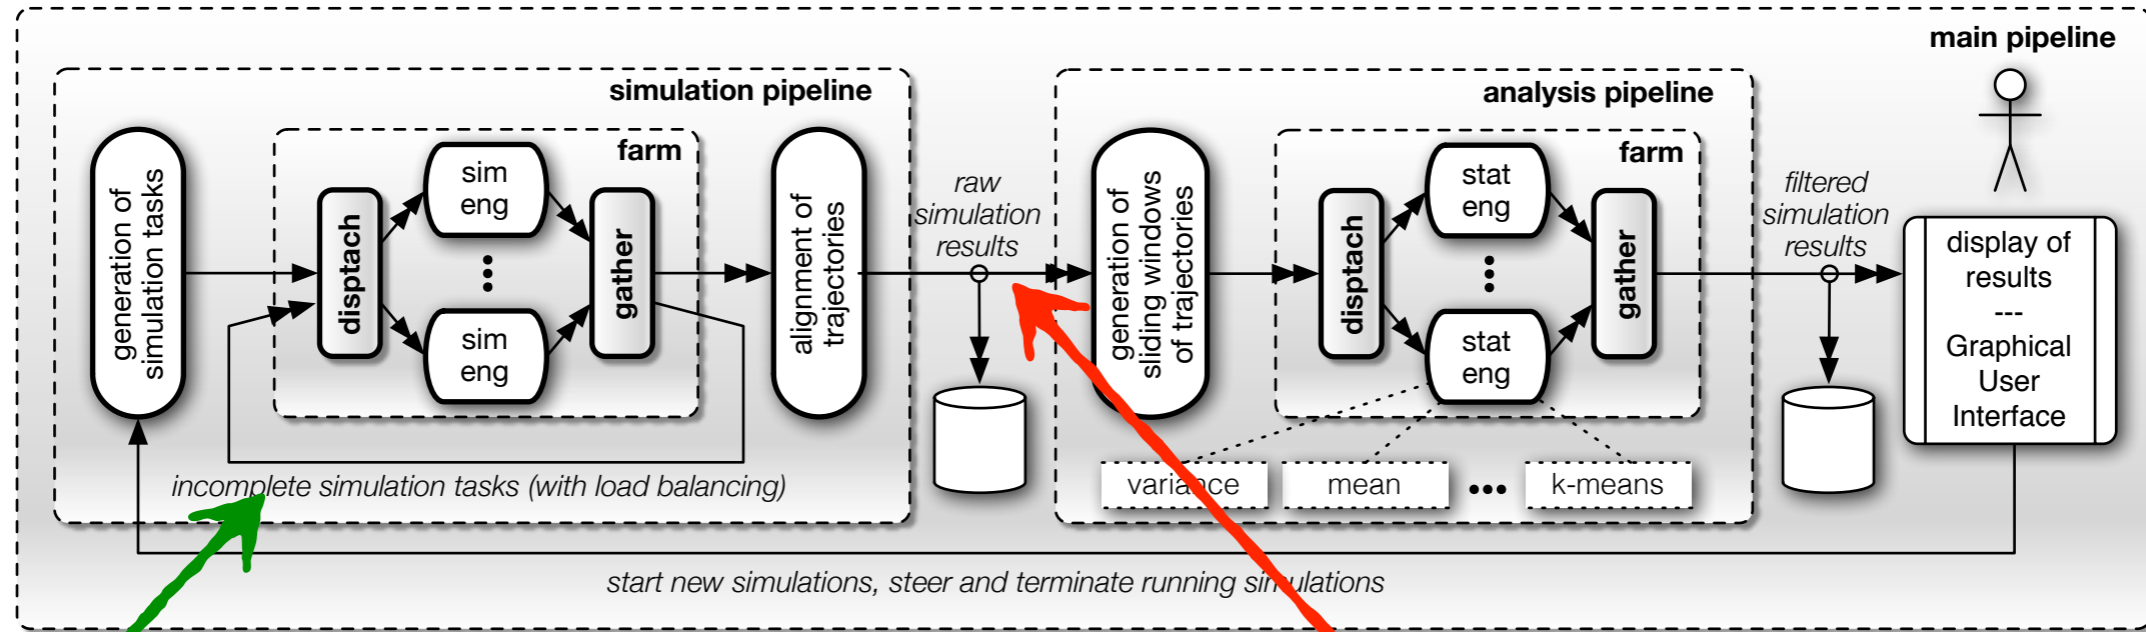 main pipeline
simulation pipeline
generation of
simulation tasks
farm
disptach
sim
eng
sim
eng
gather
alignment of
trajectories
incomplete simulation tasks (with load balancing)
raw
simulation
results
analysis pipeline
generation of
sliding windows
of trajectories
farm
disptach
stat
eng
stat
eng
gather
variance
mean
k-means
filtered
simulation
results
display of
results
---
Graphical
User
Interface
start new simulations, steer and terminate running simulations